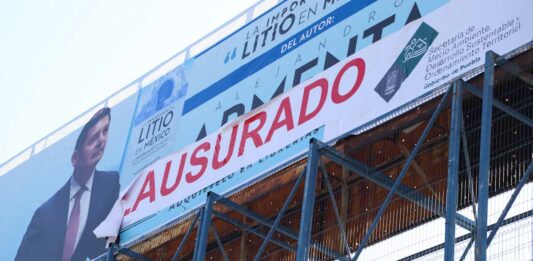 LA IMPOR
LITIO EN M
DEL AUTOR:
ALEJANDRO
ARMENTA
LITIO
EN MÉXICO
LAUSURADO
Secretaría de
Medio Ambiente,
Desarrollo Sustentable y
Ordenamiento Territorial
Gobierno de Puebla
ADQUIÉRELO EN LIBRERÍAS